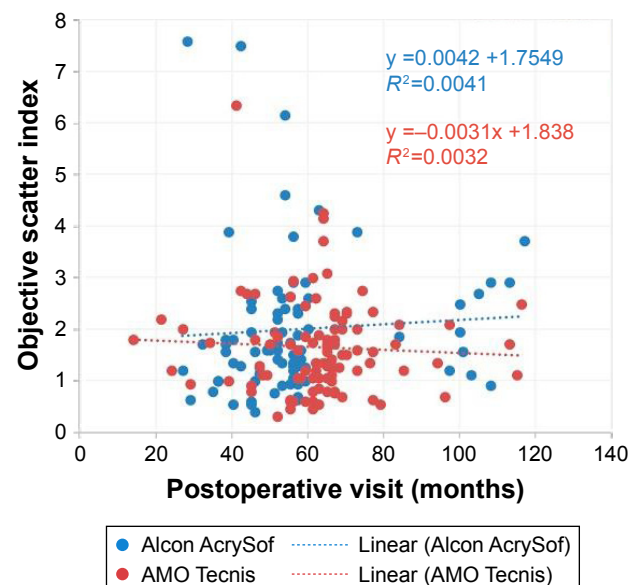 8
7
6
5
4
3
2
1
0
Objective scatter index
y =0.0042 +1.7549
R²=0.0041
y =–0.0031x +1.838
R²=0.0032
0 20 40 60 80 100 120 140
Postoperative visit (months)
Alcon AcrySof Linear (Alcon AcrySof)
AMO Tecnis Linear (AMO Tecnis)